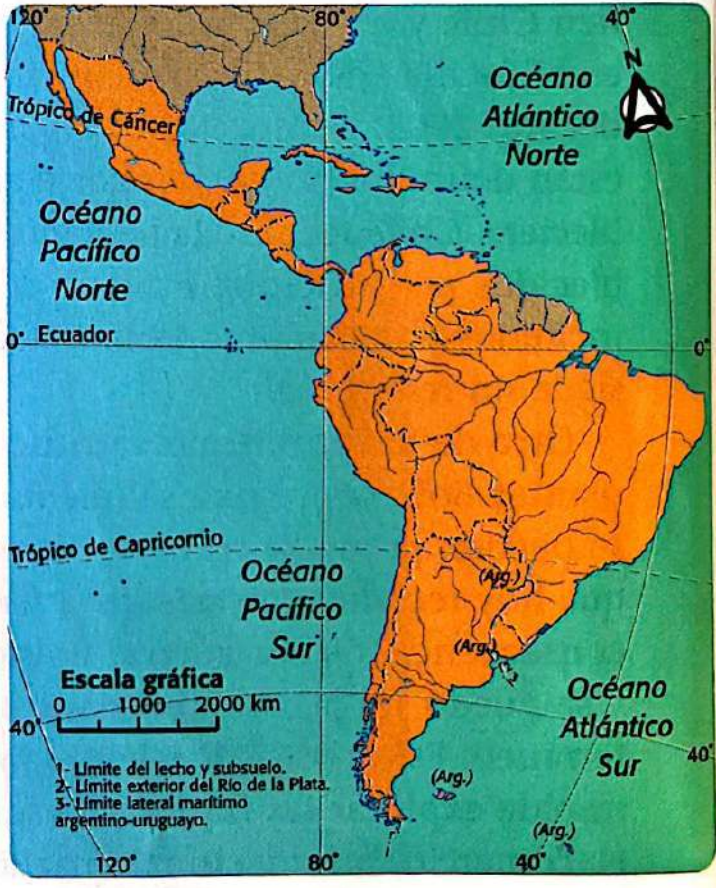 120°
80°
40°
N
Océano
Atlántico
Norte
Trópico de Cáncer
Océano
Pacífico
Norte
0° Ecuador
0°
Trópico de Capricornio
(Arg.)
Océano
Pacífico
Sur
(Arg.)
Escala gráfica
0 1000 2000 km
Océano
Atlántico
Sur
40°
40°
1- Límite del lecho y subsuelo.
2- Límite exterior del Río de la Plata.
3- Límite lateral marítimo
argentino-uruguayo.
(Arg.)
(Arg.)
120°
80°
40°